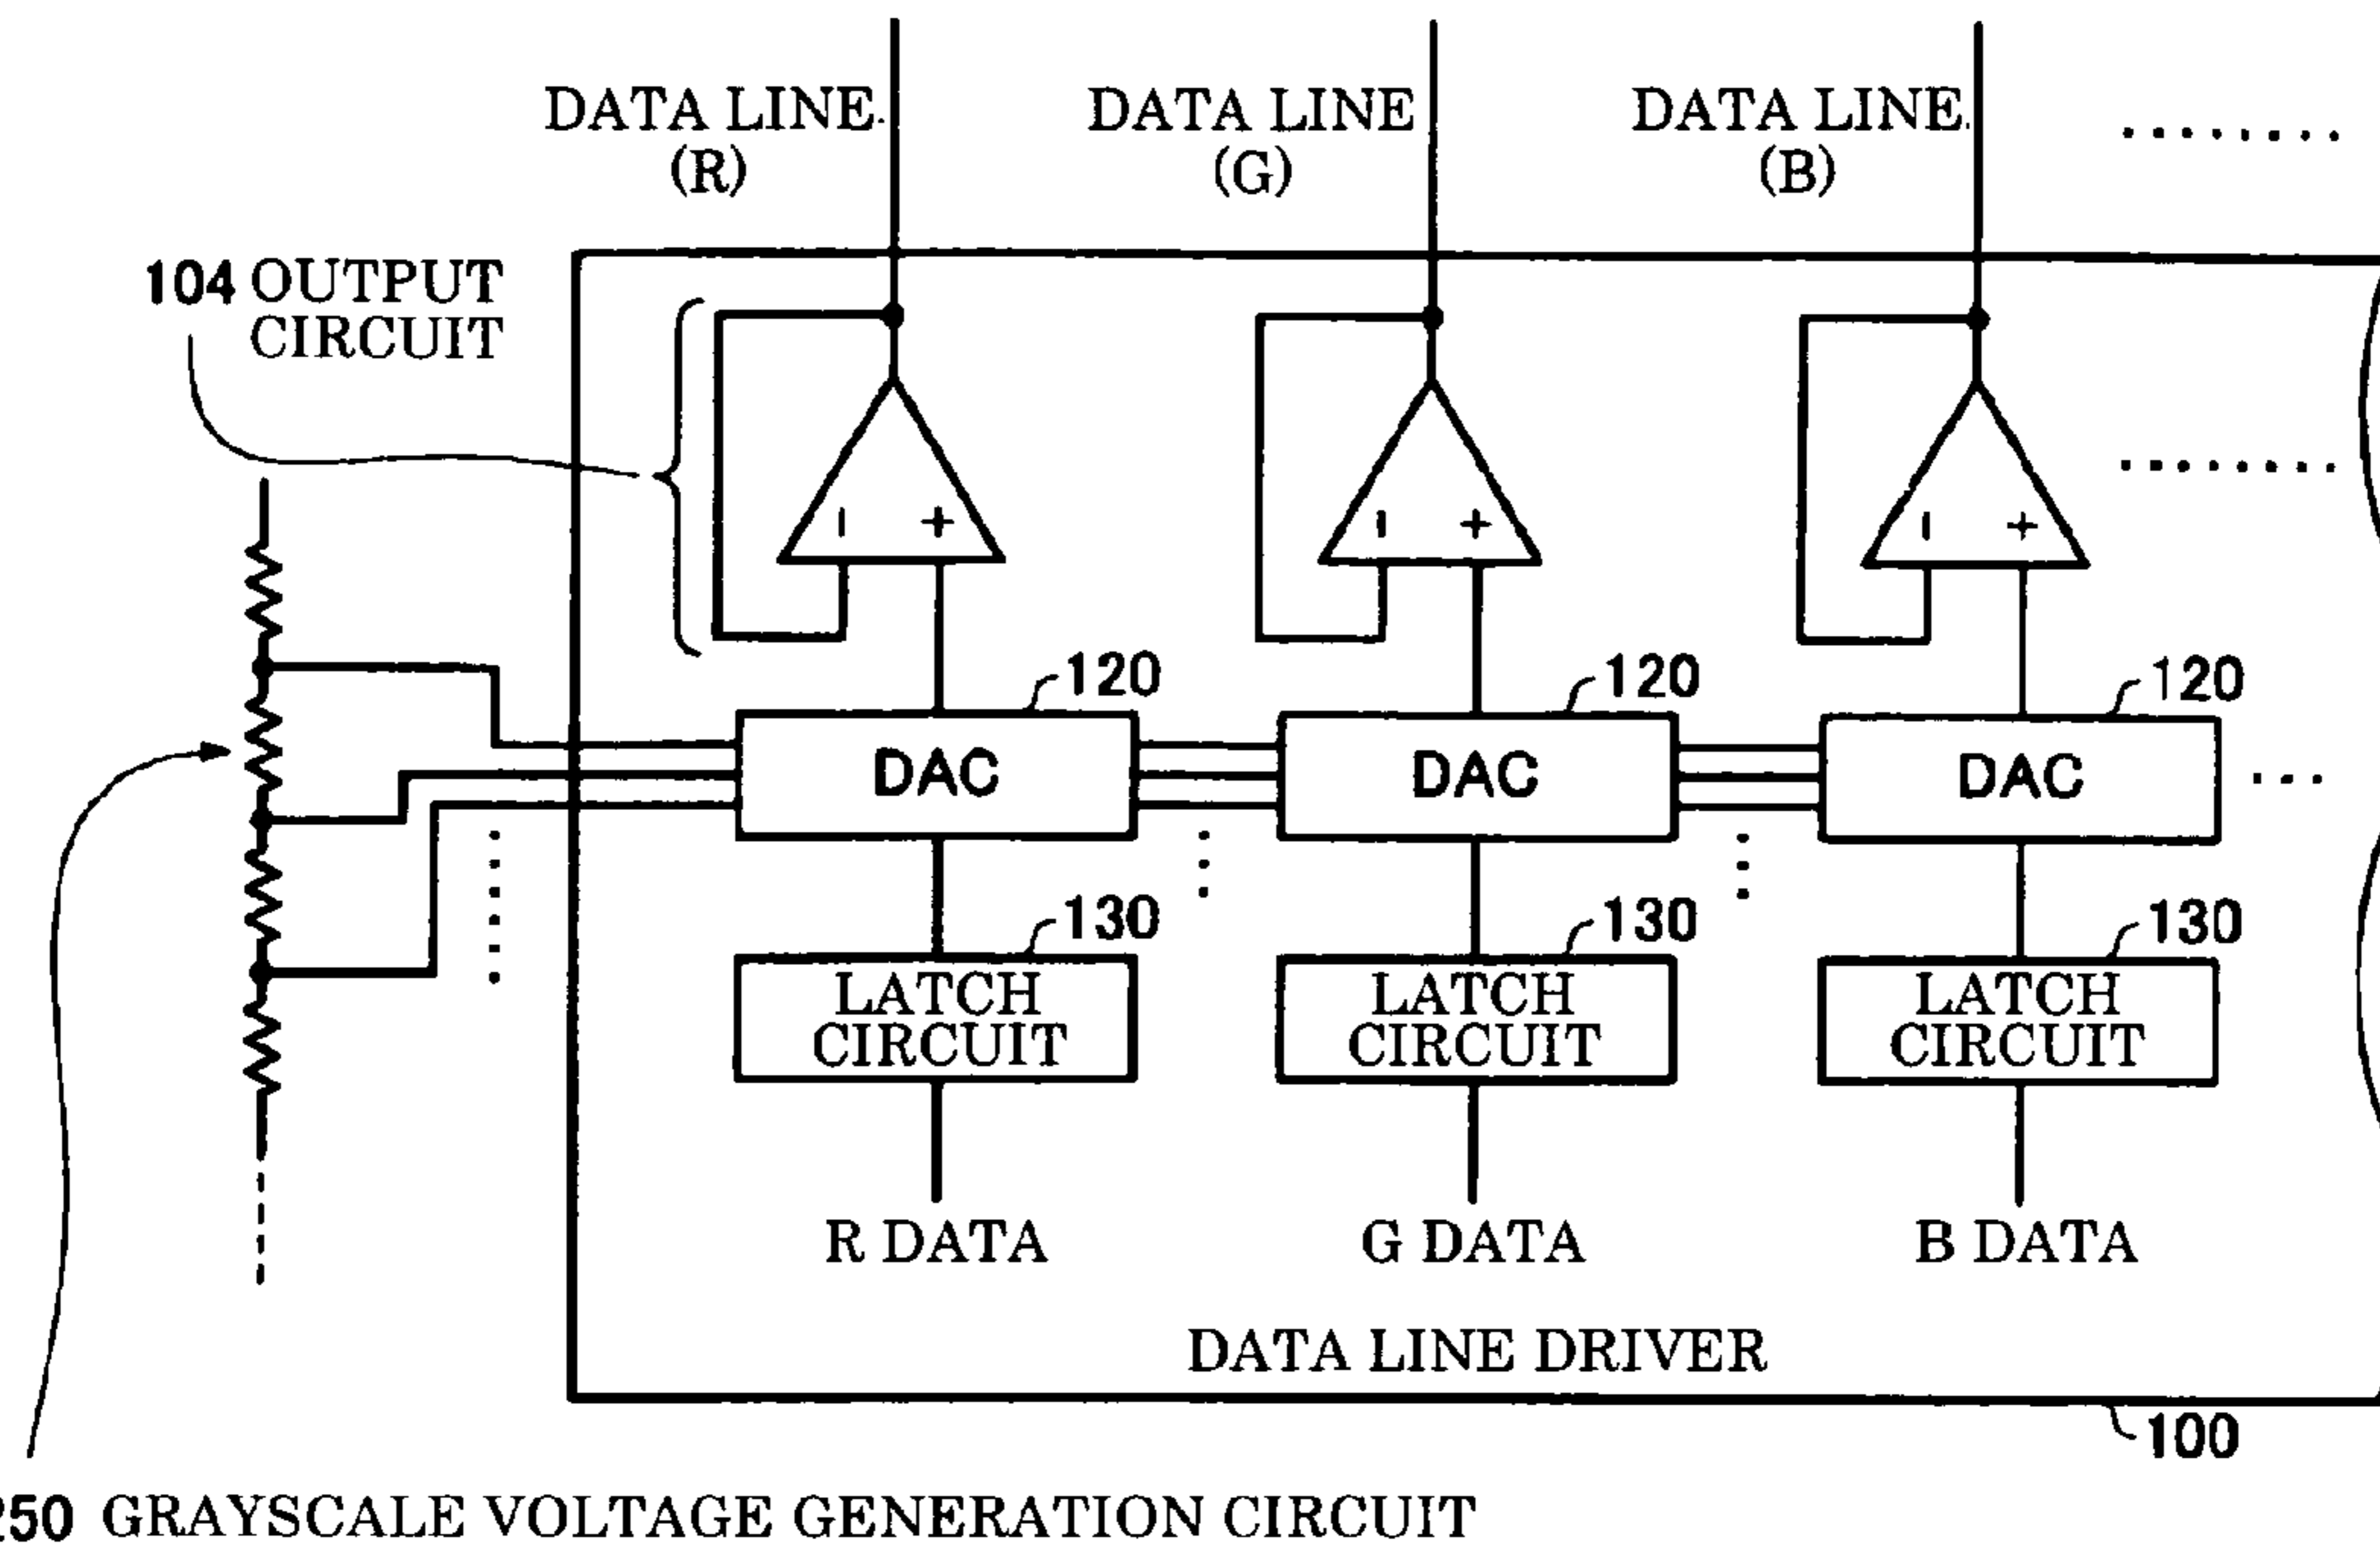 DATA LINE
(R)
DATA LINE
(G)
DATA LINE
(B)
104 OUTPUT
CIRCUIT
- +
- +
- +
120
120
120
DAC
DAC
DAC
130
130
130
LATCH
CIRCUIT
LATCH
CIRCUIT
LATCH
CIRCUIT
R DATA
G DATA
B DATA
DATA LINE DRIVER
100
GRAYSCALE VOLTAGE GENERATION CIRCUIT